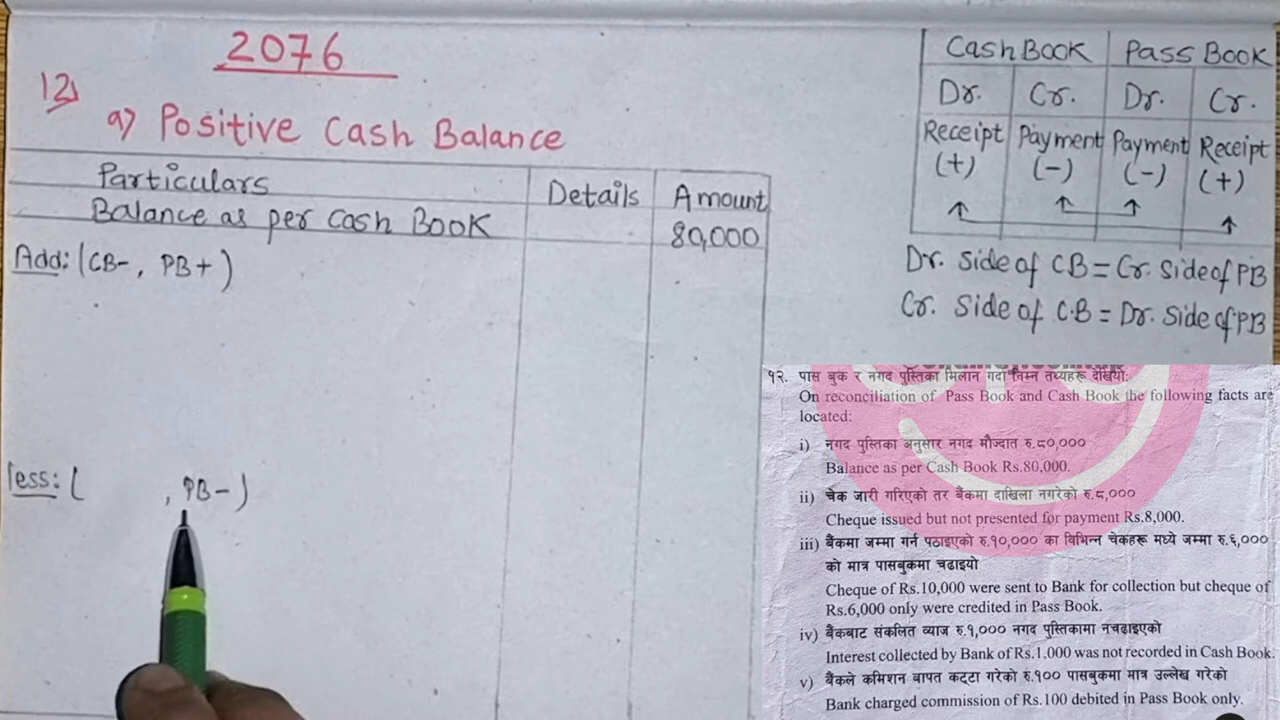 2076
12)
a) Positive Cash Balance
Particulars Details Amount
Balance as per Cash Book 80,000
Add: (CB-, PB+)
less: ( , PB-)
Cash BOOK Pass BOOK
Dr. Cr. Dr. Cr.
Receipt Payment Payment Receipt
(+) (-) (-) (+)
Dr. Side of CB = Cr. Side of PB
Cr. Side of C.B = Dr. Side of PB
१२. पास बुक र नगद पुस्तिका मिलान गर्दा निम्न तथ्यहरू देखियो:
On reconciliation of Pass Book and Cash Book the following facts are
located:
i) नगद पुस्तिका अनुसार नगद मौज्दात रु.८०,०००
Balance as per Cash Book Rs.80,000.
ii) चेक जारी गरिएको तर बैंकमा दाखिला नगरेको रु.८,०००
Cheque issued but not presented for payment Rs.8,000.
iii) बैंकमा जम्मा गर्न पठाइएको रु.१०,००० का विभिन्न चेकहरू मध्ये जम्मा रु.६,०००
को मात्र पासबुकमा चढाइयो
Cheque of Rs.10,000 were sent to Bank for collection but cheque of
Rs.6,000 only were credited in Pass Book.
iv) बैंकबाट संकलित व्याज रु.१,००० नगद पुस्तिकामा नचढाइएको
Interest collected by Bank of Rs.1,000 was not recorded in Cash Book.
v) बैंकले कमिशन बापत कट्टा गरेको रु.१०० पासबुकमा मात्र उल्लेख गरेको
Bank charged commission of Rs.100 debited in Pass Book only.